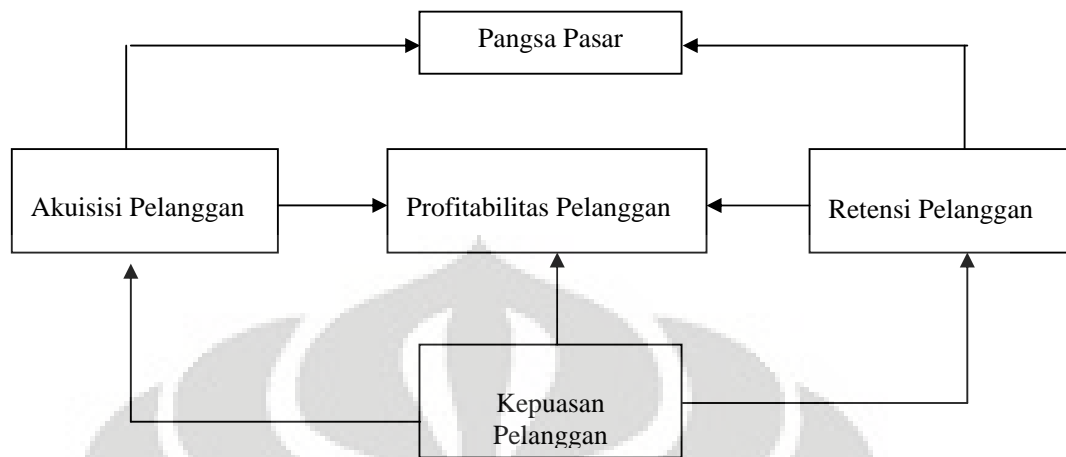 Pangsa Pasar
Akuisisi Pelanggan
Profitabilitas Pelanggan
Retensi Pelanggan
Kepuasan
Pelanggan